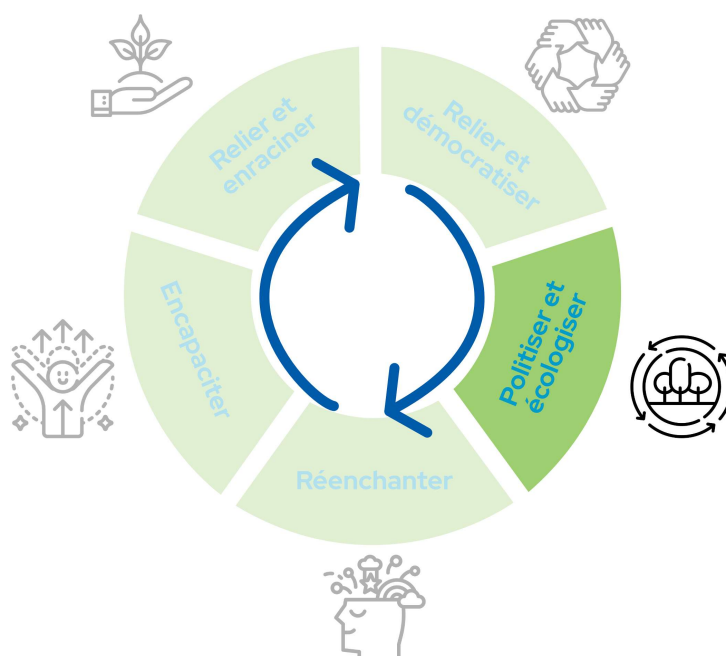 Relier et
enraciner
Relier et
démocratiser
Politiser et
écologiser
Réenchanter
Encapaciter